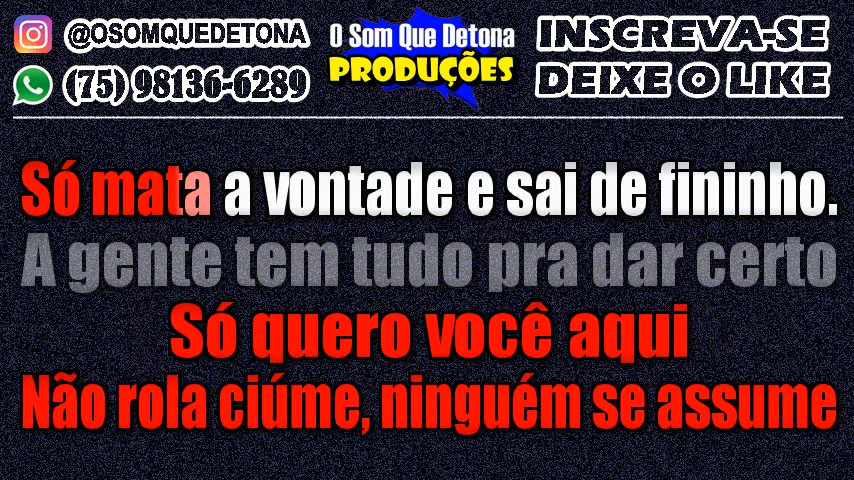 @OSOMQUEDETONA
(75) 98136-6289
O Som Que Detona
PRODUÇÕES
INSCREVA-SE
DEIXE O LIKE
Só mata a vontade e sai de fininho.
A gente tem tudo pra dar certo
Só quero você aqui
Não rola ciúme, ninguém se assume